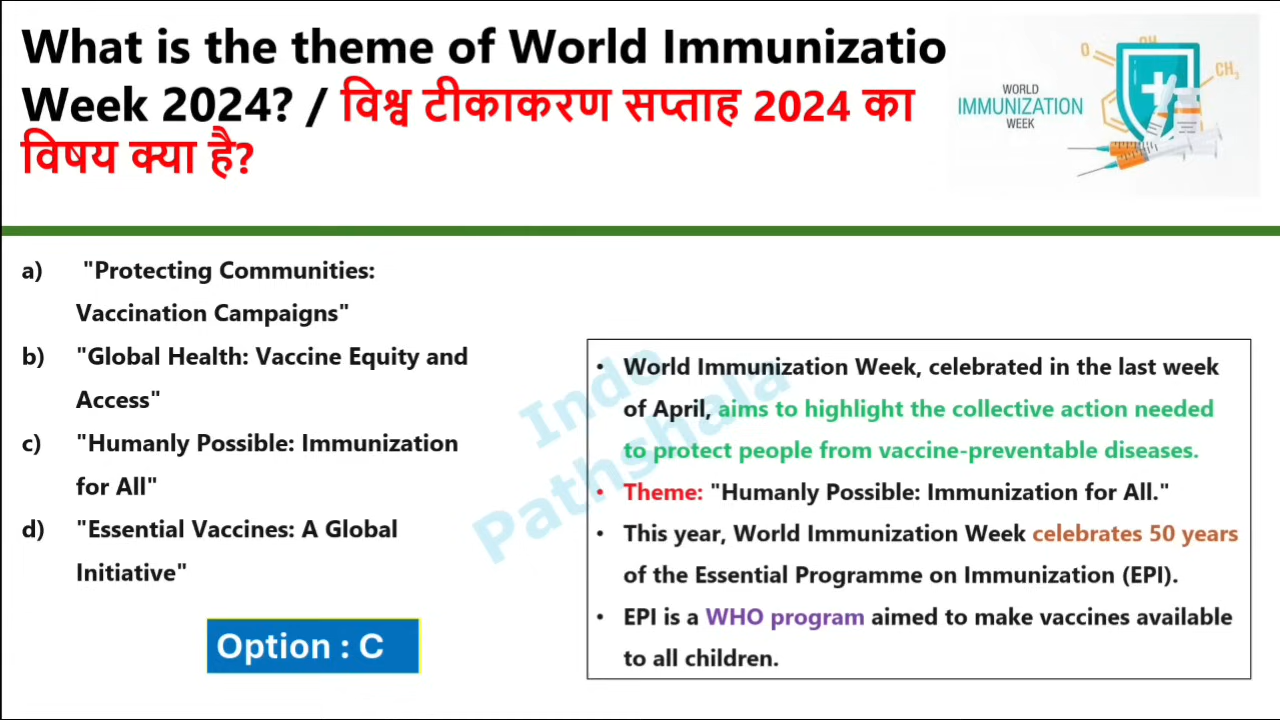 What is the theme of World Immunizatio
Week 2024? / विश्व टीकाकरण सप्ताह 2024 का
विषय क्या है?
O
OH
CH3
WORLD
IMMUNIZATION
WEEK
a) "Protecting Communities:
Vaccination Campaigns"
b) "Global Health: Vaccine Equity and
Access"
c) "Humanly Possible: Immunization
for All"
d) "Essential Vaccines: A Global
Initiative"
Option : C
Indo
Pathshala
• World Immunization Week, celebrated in the last week
of April, aims to highlight the collective action needed
to protect people from vaccine-preventable diseases.
• Theme: "Humanly Possible: Immunization for All."
• This year, World Immunization Week celebrates 50 years
of the Essential Programme on Immunization (EPI).
• EPI is a WHO program aimed to make vaccines available
to all children.